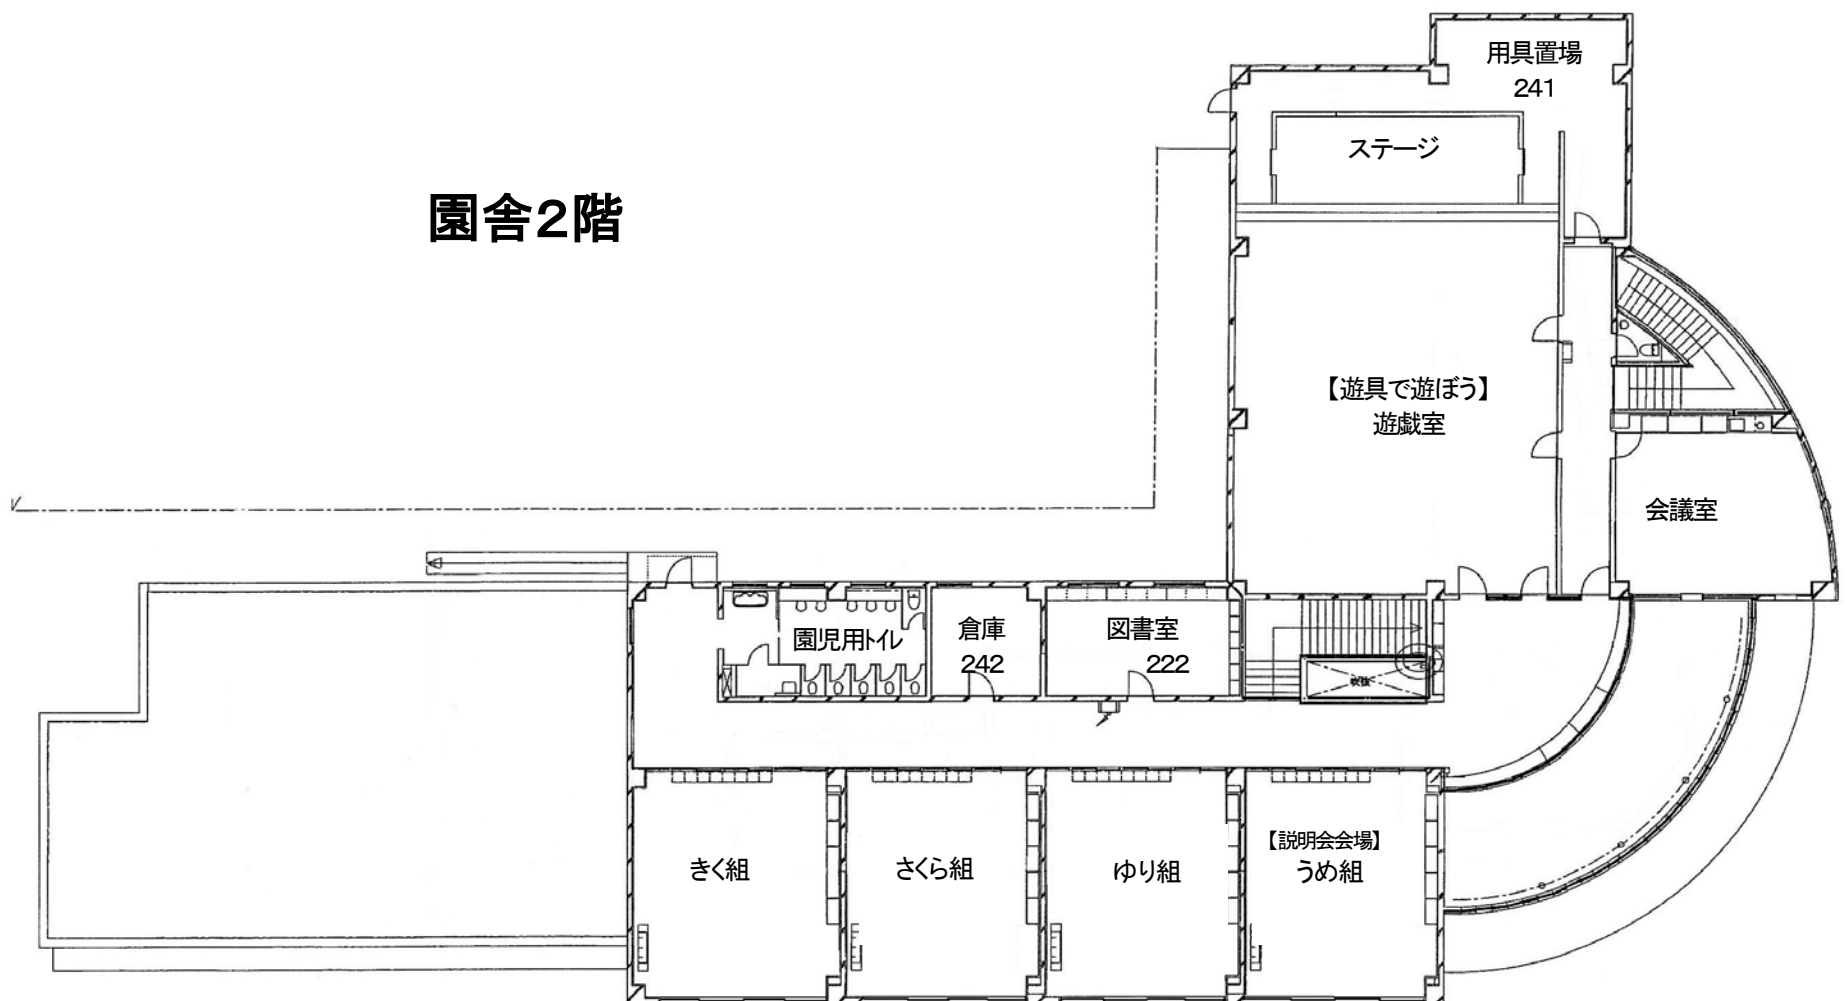 園舎2階
用具置場
241
ステージ
【遊具で遊ぼう】
遊戯室
会議室
園児用トイレ
倉庫
242
図書室
222
吹抜
きく組
さくら組
ゆり組
【説明会会場】
うめ組